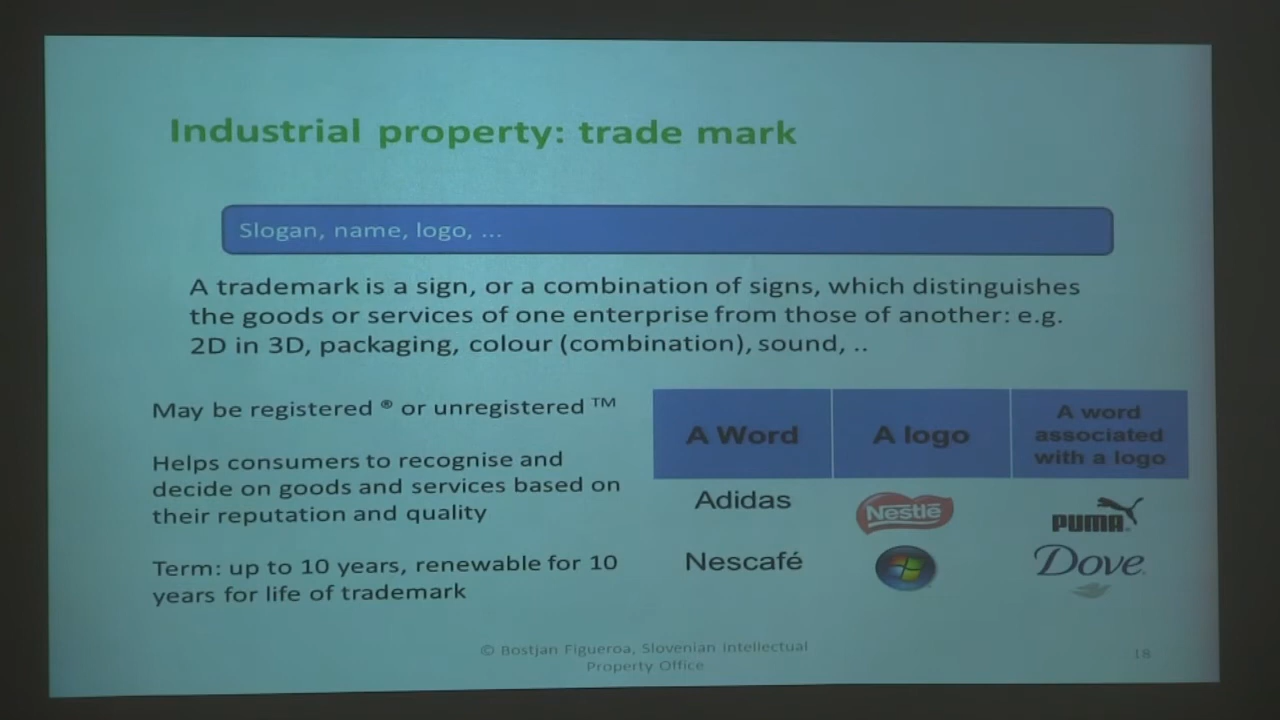 Industrial property: trade mark
Slogan, name, logo, ...
A trademark is a sign, or a combination of signs, which distinguishes
the goods or services of one enterprise from those of another: e.g.
2D in 3D, packaging, colour (combination), sound, ..
May be registered ® or unregistered ™
Helps consumers to recognise and
decide on goods and services based on
their reputation and quality
Term: up to 10 years, renewable for 10
years for life of trademark
A Word
A logo
A word
associated
with a logo
Adidas
Nestlé
PUMA
Nescafé
Dove
© Bostjan Figueroa, Slovenian Intellectual
Property Office
18